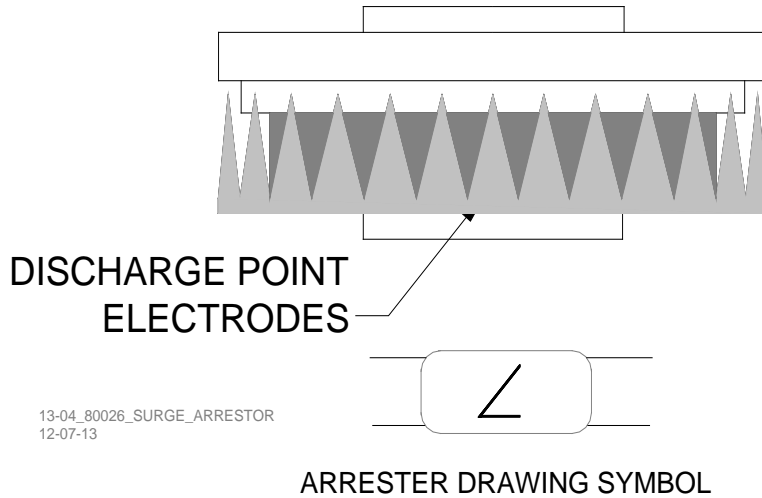 DISCHARGE POINT
ELECTRODES
13-04_80026_SURGE_ARRESTOR
12-07-13
ARRESTER DRAWING SYMBOL